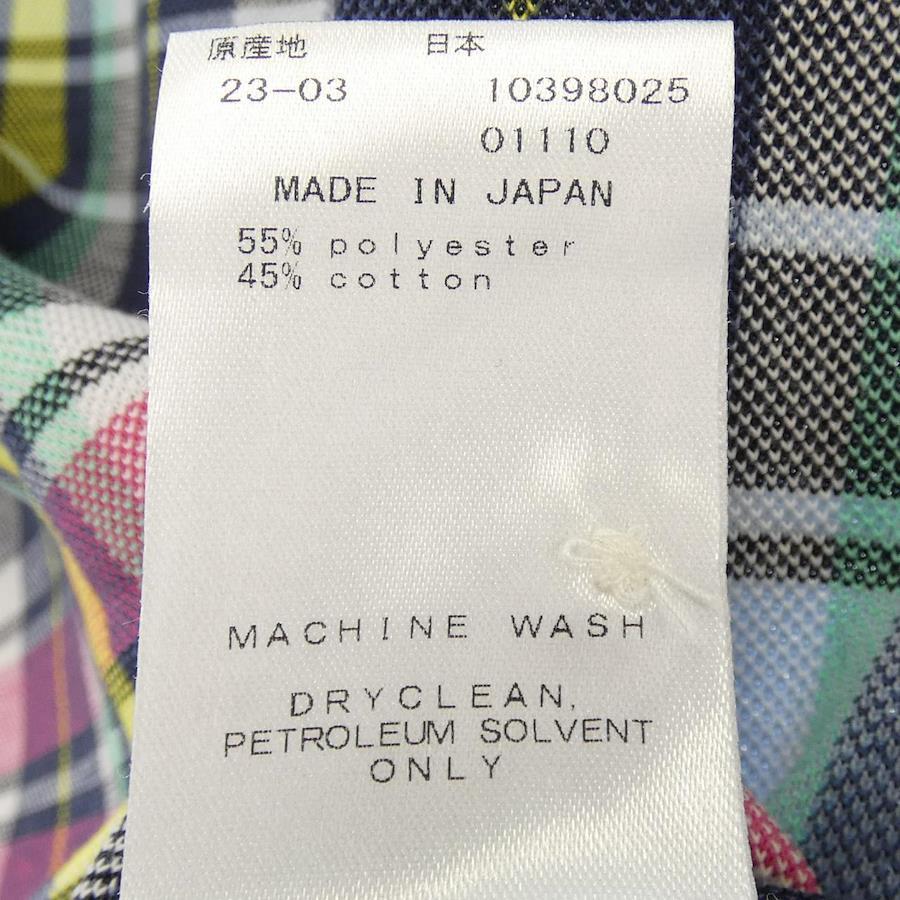 原産地 日本
23-03 10398025
01110
MADE IN JAPAN
55% polyester
45% cotton
MACHINE WASH
DRYCLEAN,
PETROLEUM SOLVENT
ONLY